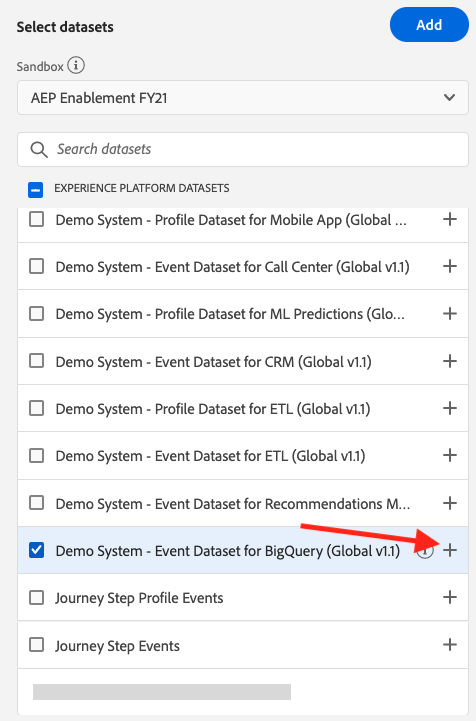 Select datasets
Add
Sandbox
AEP Enablement FY21
Search datasets
EXPERIENCE PLATFORM DATASETS
Demo System - Profile Dataset for Mobile App (Global ...
Demo System - Event Dataset for Call Center (Global v1.1)
Demo System - Profile Dataset for ML Predictions (Glo...
Demo System - Event Dataset for CRM (Global v1.1)
Demo System - Profile Dataset for ETL (Global v1.1)
Demo System - Event Dataset for ETL (Global v1.1)
Demo System - Event Dataset for Recommendations M...
Demo System - Event Dataset for BigQuery (Global v1.1)
Journey Step Profile Events
Journey Step Events